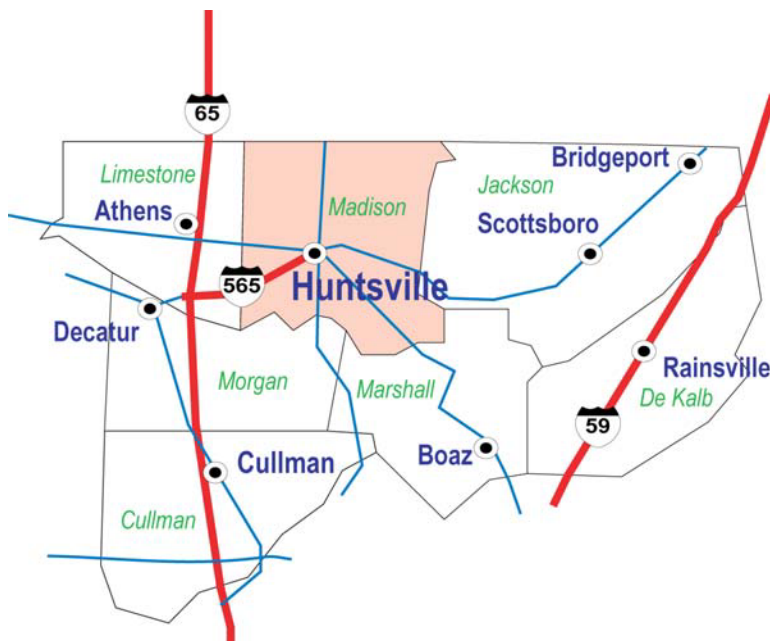 65
Limestone
Athens
Madison
Jackson
Bridgeport
Scottsboro
565
Huntsville
Decatur
Morgan
Marshall
Rainsville
De Kalb
59
Cullman
Boaz
Cullman